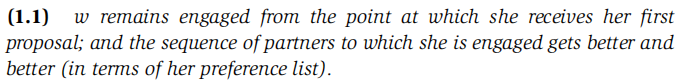 (1.1) w remains engaged from the point at which she receives her first
proposal; and the sequence of partners to which she is engaged gets better and
better (in terms of her preference list).